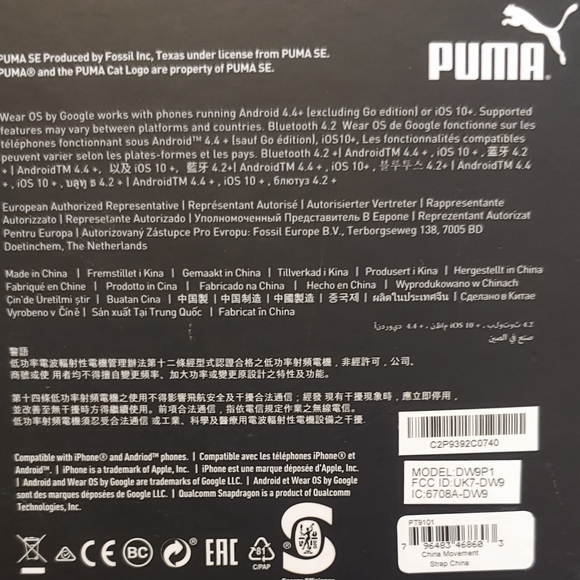 PUMA
PUMA SE Produced by Fossil Inc, Texas under license from PUMA SE.
PUMA® and the PUMA Cat Logo are property of PUMA SE.
Wear OS by Google works with phones running Android 4.4+ (excluding Go edition) or iOS 10+. Supported
features may vary between platforms and countries. Bluetooth 4.2 Wear OS de Google fonctionne sur les
téléphones fonctionnant sous Android™ 4.4 + (sauf Go édition), iOS10+, Les fonctionnalités compatibles
peuvent varier selon les plates-formes et les pays. Bluetooth 4.2 +| AndroidTM 4.4 + , iOS 10 + , 蓝牙 4.2
+ | AndroidTM 4.4 + , 以及 iOS 10+, 藍牙 4.2+| AndroidTM 4.4 + , iOS 10+, 블루투스 4.2+| AndroidTM 4.4
+ , iOS 10 + , 4.2 + | AndroidTM 4.4 + , iOS 10 + , блютуз 4.2 +
European Authorized Representative | Représentant Autorisé | Autorisierter Vertreter | Rappresentante
Autorizzato | Represelante Autorizado | Уполномоченный Представитель В Европе | Reprezentant Autorizat
Pentru Europa | Autorizovaný Zástupce Pro Evropu: Fossil Europe B.V., Terborgseweg 138, 7005 BD
Doetinchem, The Netherlands
Made in China | Fremstillet i Kina | Gemaakt in China | Tillverkad i Kina | Produsert i Kina | Hergestellt in China
Fabriqué en Chine | Prodotto in Cina | Fabricado na China | Hecho en China | Wyprodukowano w Chinach
Çin'de Üretilmiş tir | Buatan Cina | 中国製 | 中国制造 | 中國製造 | 중국제 | ผลิตในประเทศจีน | Сделано в Китае
Vyrobeno v Číně | Sản xuất Tại Trung Quốc | Fabricat în China
أندرويد 4.4+ ، نظام iOS 10+ ، بلوتوث 4.2
صنع في الصين
警語
低功率電波輻射性電機管理辦法第十二條經型式認證合格之低功率射頻電機，非經許可，公司、
商號或使 用者均不得擅自變更頻率、加大功率或變更原設計之特性及功能。
第十四條低功率射頻電機之使用不得影響飛航安全及干擾合法通信；經發 現有干擾現象時，應立即停用，
並改善至無干擾時方得繼續使用。前項合法通信，指依電信規定作業之無線電信。
低功率射頻電機須忍受合法通信 或工業、科學及醫療用電波輻射性電機設備之干擾。
Compatible with iPhone® and Andriod™ phones. | Compatible avec les téléphones iPhone® et
Android™. | iPhone is a trademark of Apple, Inc. | iPhone est une marque déposée d'Apple, Inc.
| Android and Wear OS by Google are trademarks of Google LLC. | Android et Wear OS by Google
sont des marques déposées de Google LLC. | Qualcomm Snapdragon is a product of Qualcomm
Technologies, Inc.
C2P9392C0740
MODEL:DW9P1
FCC ID:UK7-DW9
IC:6708A-DW9
PT9101
7 96483 46860 3
China Movement
Strap China
CE
BC
EAC
81
C/PAP